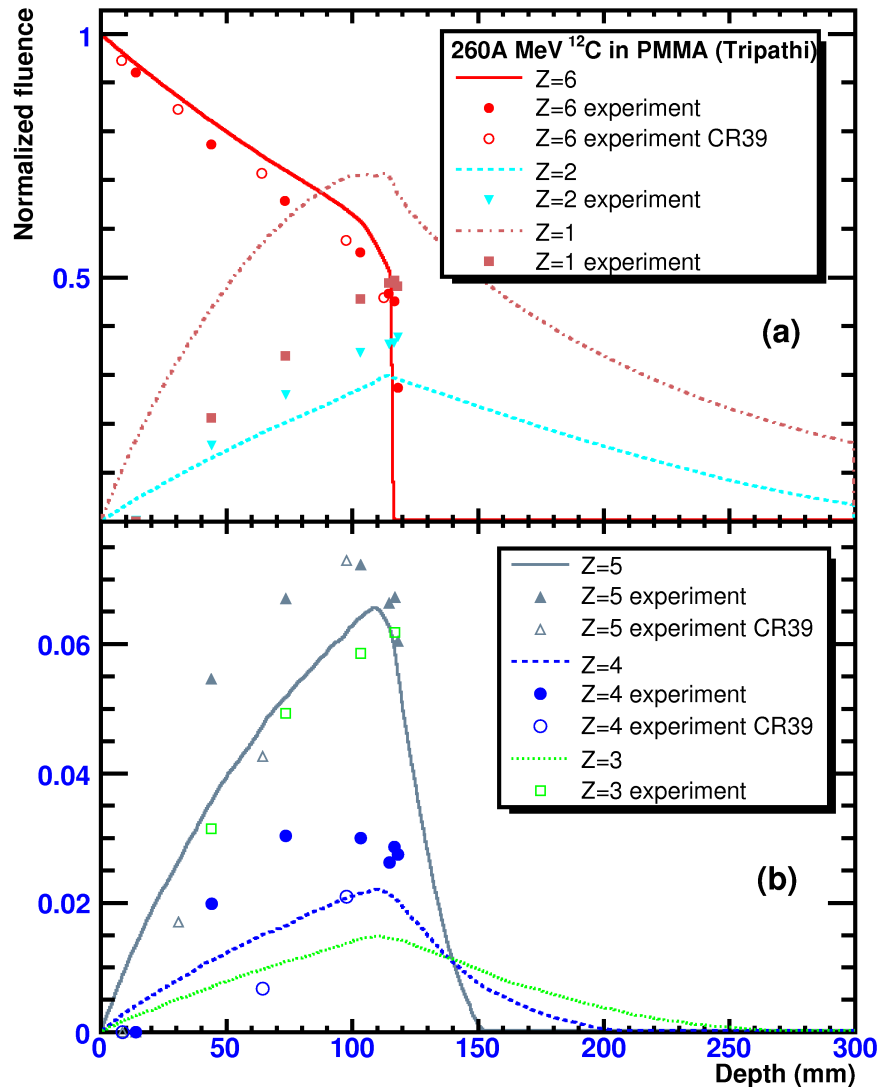 1
Normalized fluence
0.5
260A MeV ¹²C in PMMA (Tripathi)
Z=6
Z=6 experiment
Z=6 experiment CR39
Z=2
Z=2 experiment
Z=1
Z=1 experiment
(a)
0.06
0.04
0.02
0
Z=5
Z=5 experiment
Z=5 experiment CR39
Z=4
Z=4 experiment
Z=4 experiment CR39
Z=3
Z=3 experiment
(b)
0 50 100 150 200 250 300
Depth (mm)